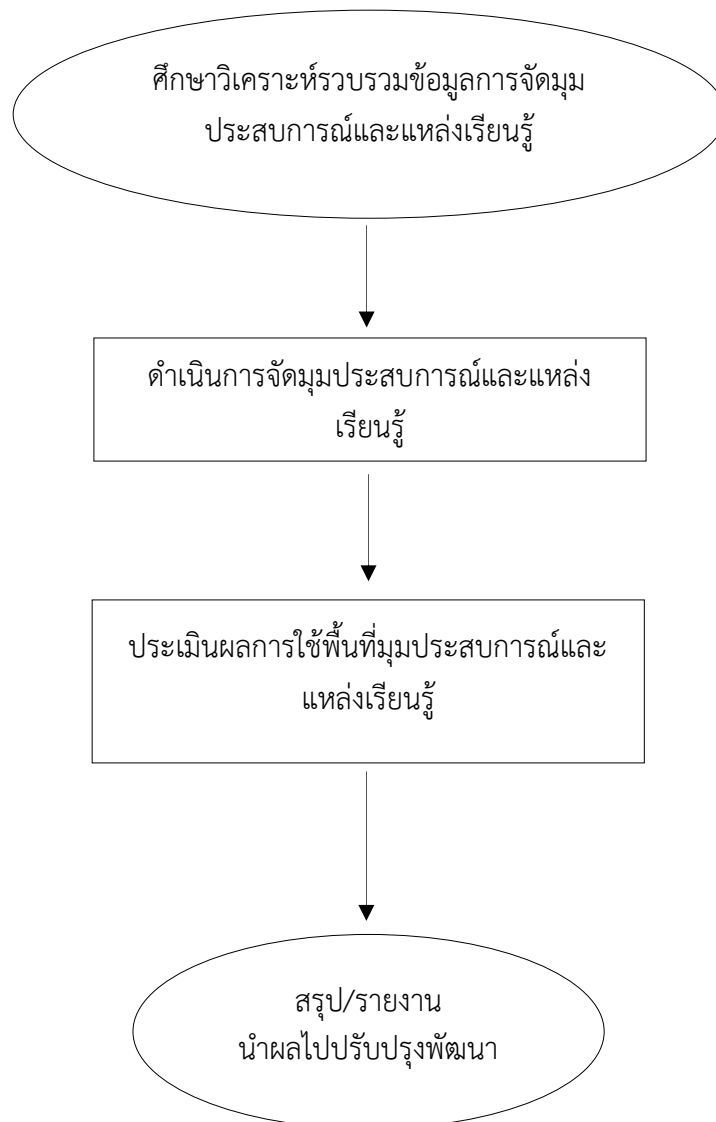 ศึกษาวิเคราะห์รวบรวมข้อมูลการจัดมุม
ประสบการณ์และแหล่งเรียนรู้
ดำเนินการจัดมุมประสบการณ์และแหล่ง
เรียนรู้
ประเมินผลการใช้พื้นที่มุมประสบการณ์และ
แหล่งเรียนรู้
สรุป/รายงาน
นำผลไปปรับปรุงพัฒนา